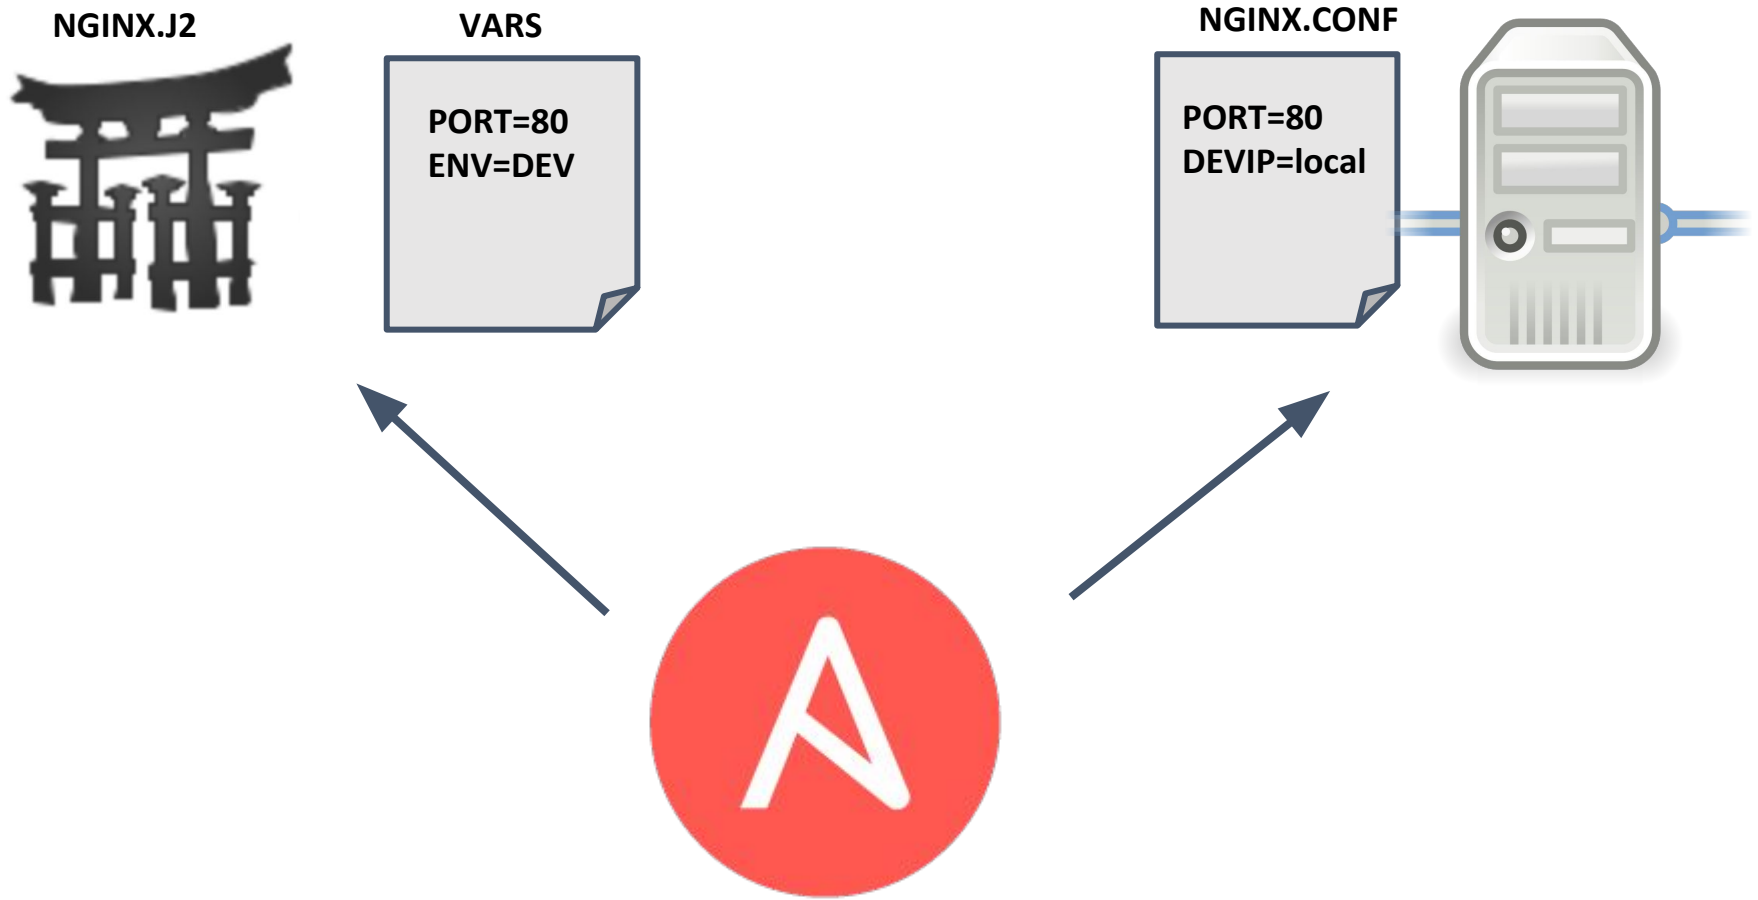 NGINX.J2
VARS
PORT=80
ENV=DEV
NGINX.CONF
PORT=80
DEVIP=local